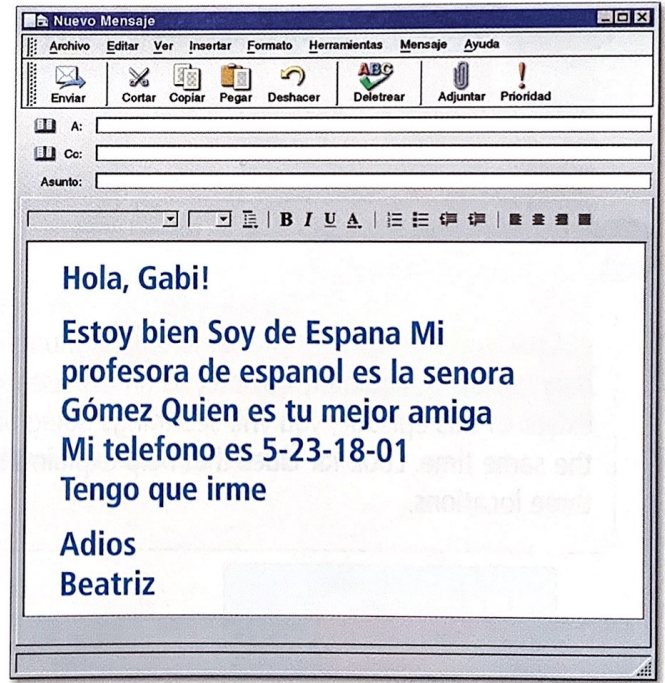 Nuevo Mensaje
Archivo Editar Ver Insertar Formato Herramientas Mensaje Ayuda
Enviar Cortar Copiar Pegar Deshacer ABC Deletrear Adjuntar Prioridad
A:
Cc:
Asunto:
B I U A
Hola, Gabi!
Estoy bien Soy de Espana Mi
profesora de espanol es la senora
Gómez Quien es tu mejor amiga
Mi telefono es 5-23-18-01
Tengo que irme
Adios
Beatriz